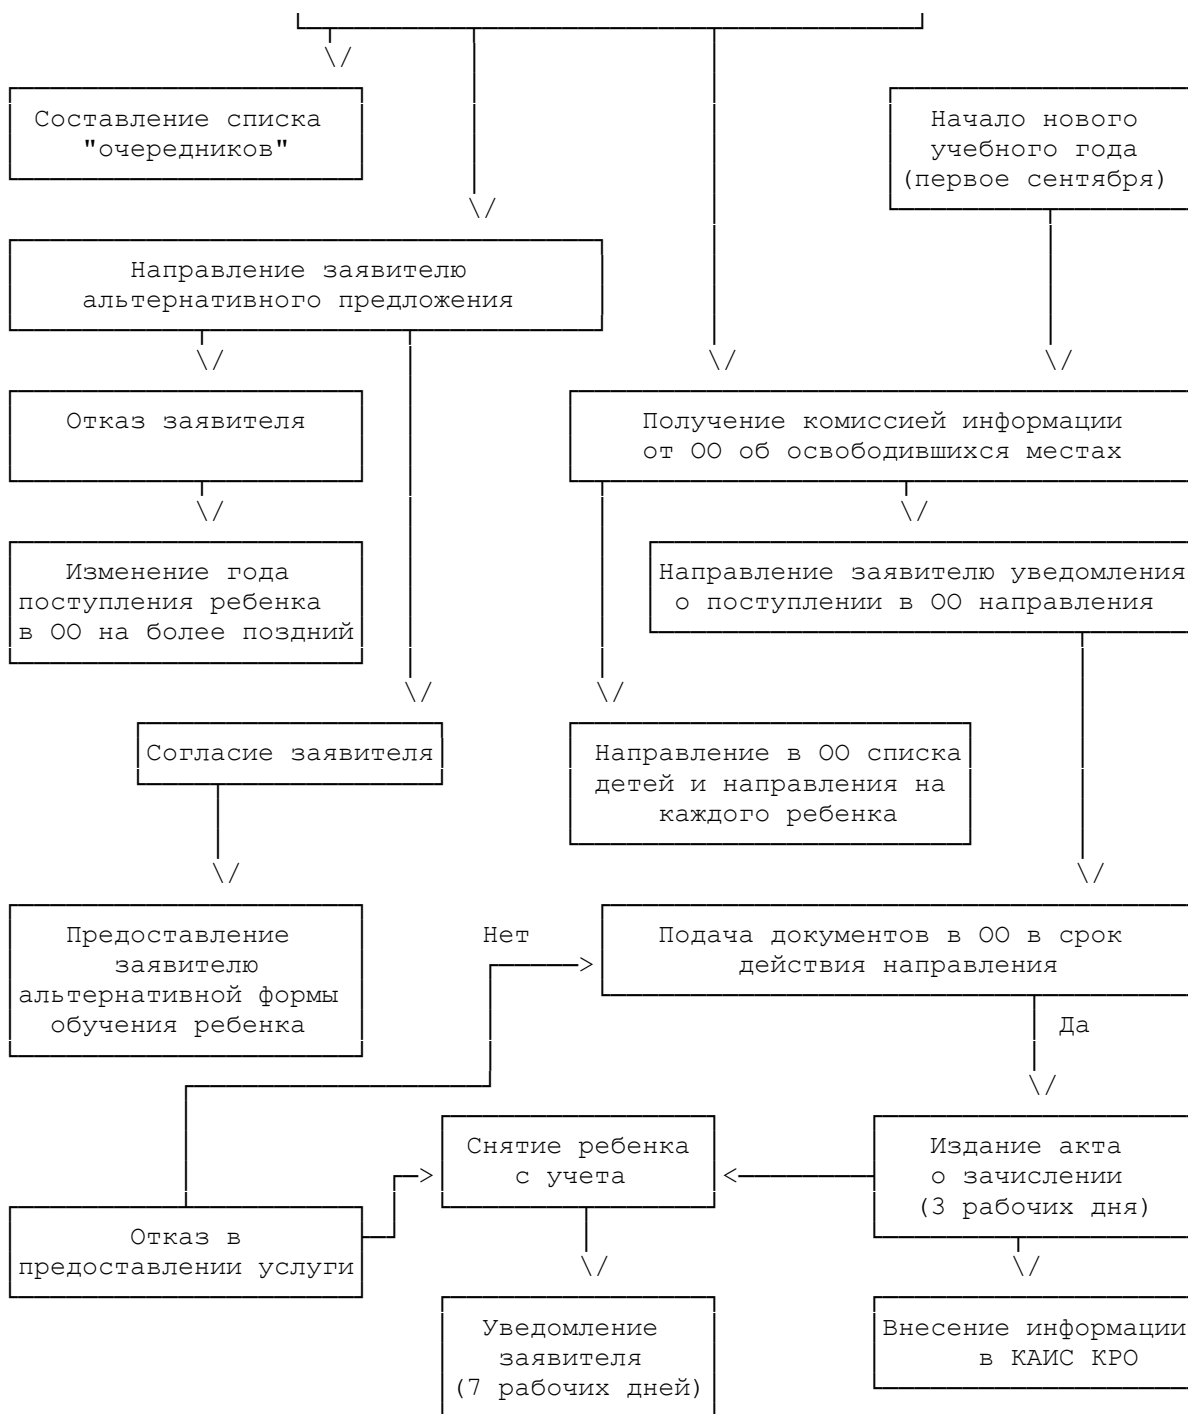 Составление списка
"очередников"
Начало нового
учебного года
(первое сентября)
Направление заявителю
альтернативного предложения
Отказ заявителя
Получение комиссией информации
от ОО об освободившихся местах
Изменение года
поступления ребенка
в ОО на более поздний
Направление заявителю уведомления
о поступлении в ОО направления
Согласие заявителя
Направление в ОО списка
детей и направления на
каждого ребенка
Предоставление
заявителю
альтернативной формы
обучения ребенка
Нет
Подача документов в ОО в срок
действия направления
Да
Снятие ребенка
с учета
Издание акта
о зачислении
(3 рабочих дня)
Отказ в
предоставлении услуги
Уведомление
заявителя
(7 рабочих дней)
Внесение информации
в КАИС КРО